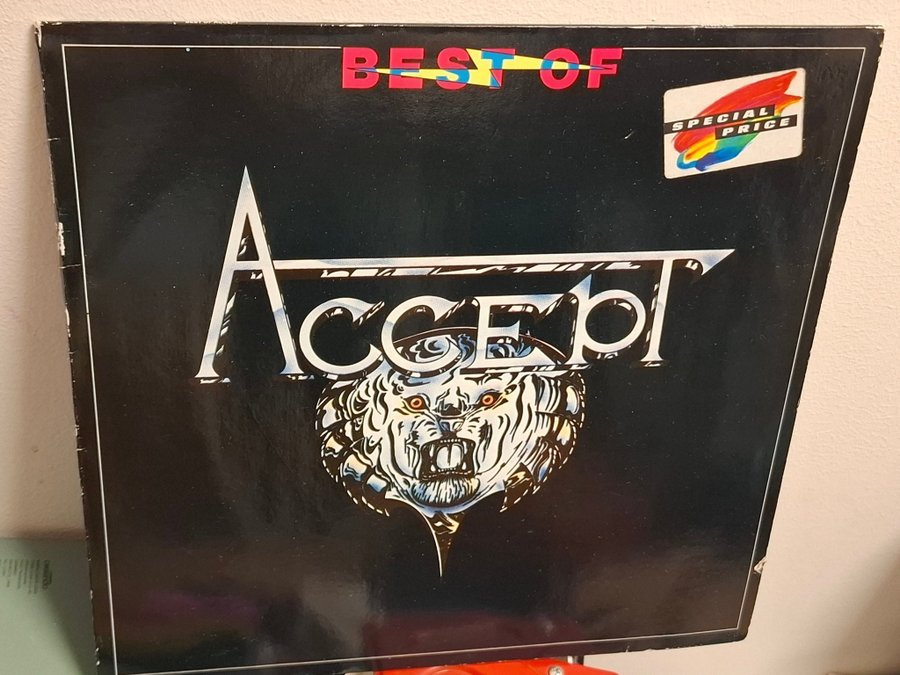 BEST OF
SPECIAL
PRICE
ACCEPT